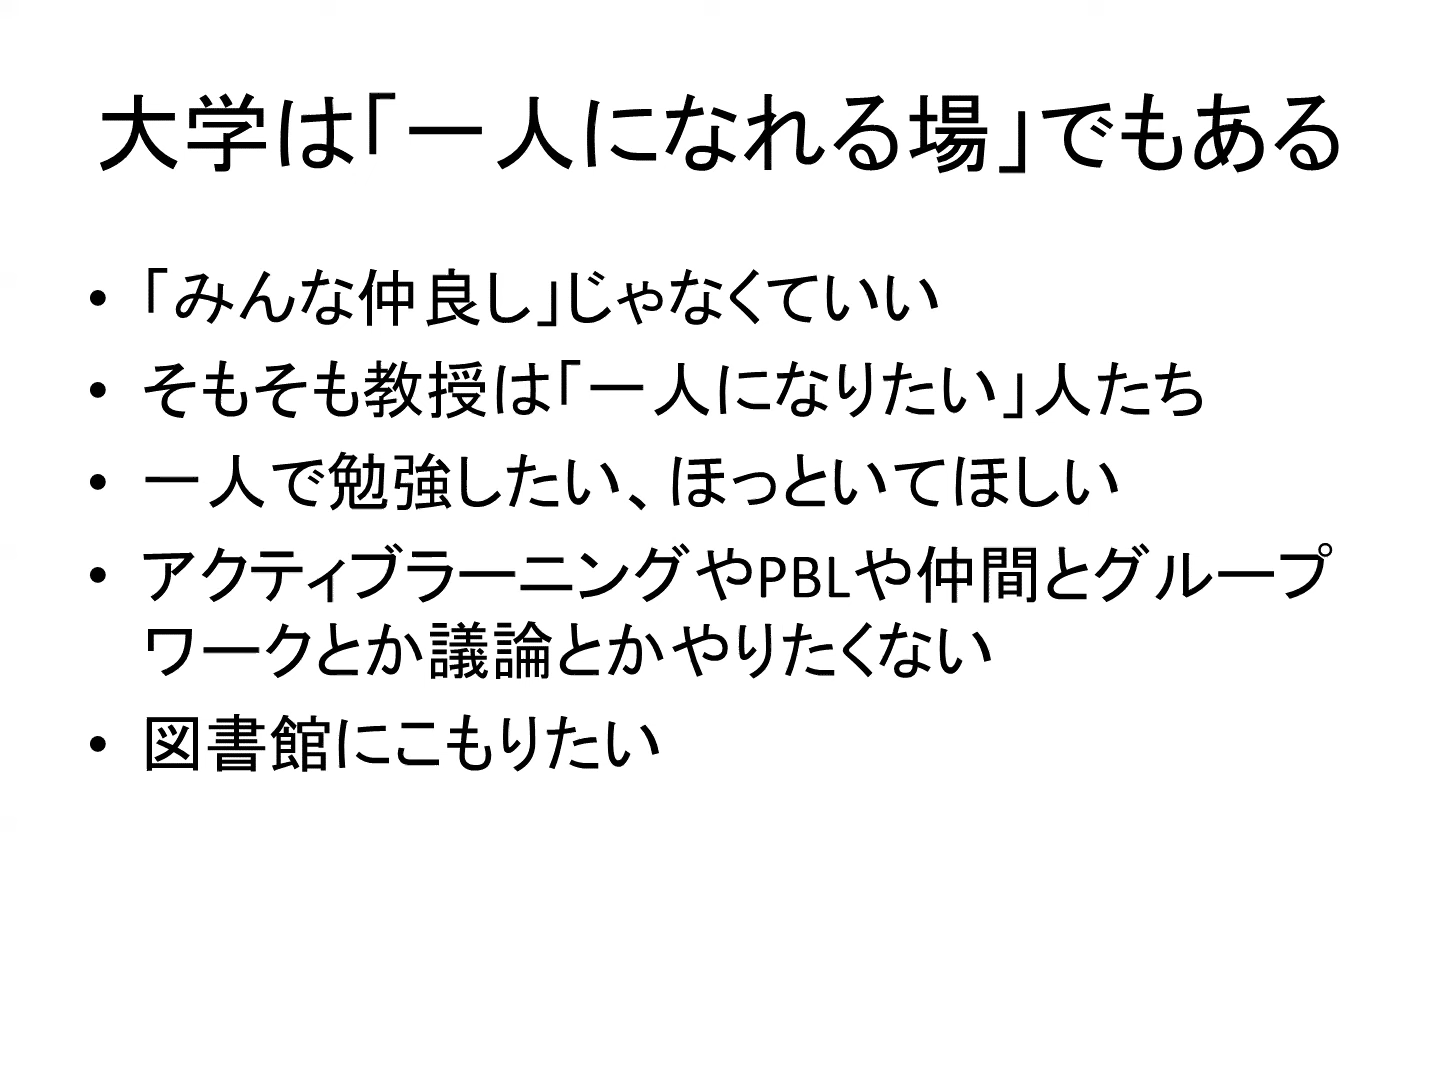 大学は「一人になれる場」でもある
• 「みんな仲良し」じゃなくていい
• そもそも教授は「一人になりたい」人たち
• 一人で勉強したい、ほっといてほしい
• アクティブラーニングやPBLや仲間とグループ
ワークとか議論とかやりたくない
• 図書館にこもりたい